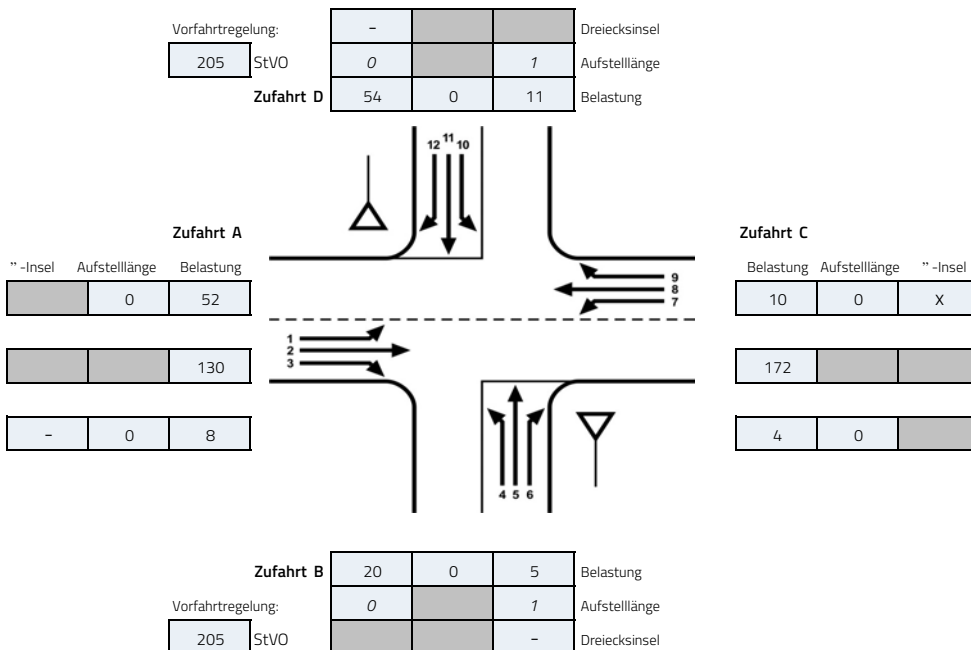 Vorfahrtregelung: - Dreiecksinsel
205 StVO 0 1 Aufstelllänge
Zufahrt D 54 0 11 Belastung
12 11 10
Zufahrt A Zufahrt C
"-Insel Aufstelllänge Belastung Belastung Aufstelllänge "-Insel
0 52 10 0 X
9
8
7
1
2
3
130 172
- 0 8 4 0
4 5 6
Zufahrt B 20 0 5 Belastung
Vorfahrtregelung: 0 1 Aufstelllänge
205 StVO - Dreiecksinsel